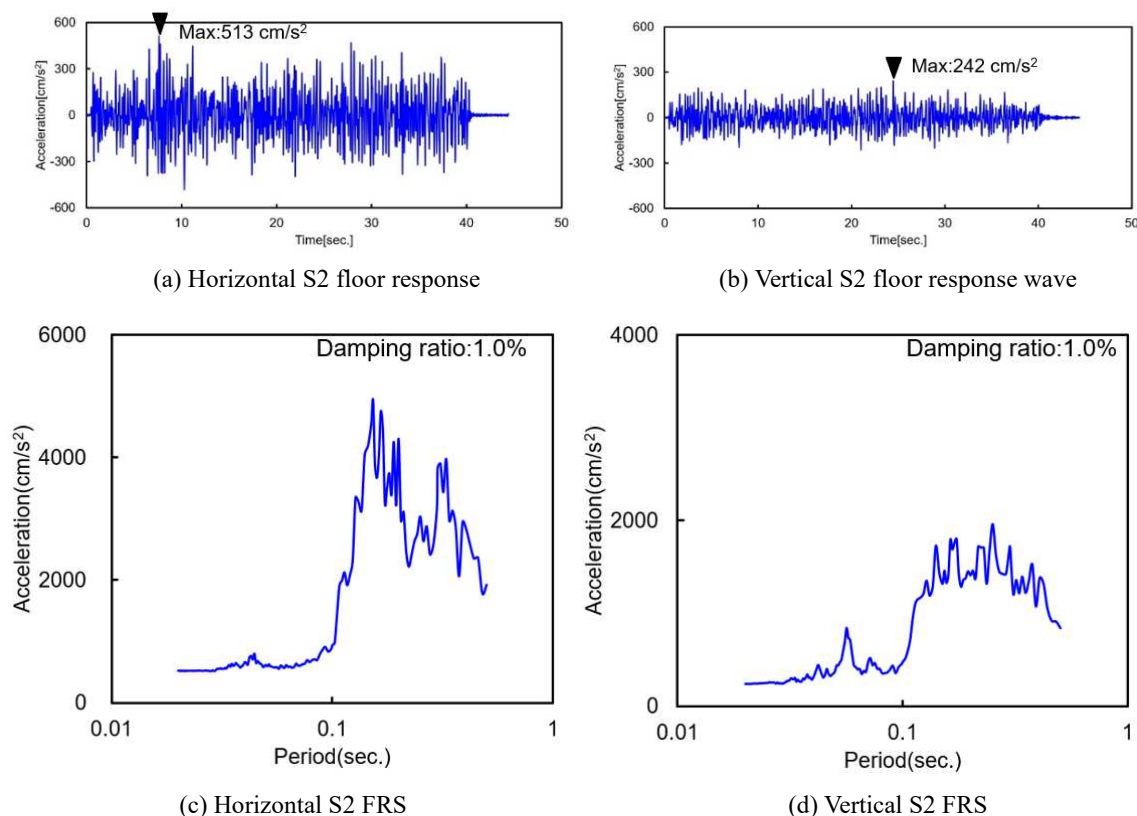 600
Max:513 cm/s²
300
0
-300
-600
Acceleration[cm/s²]
0 10 20 30 40 50
Time[sec.]
(a) Horizontal S2 floor response
600
Max:242 cm/s²
300
0
-300
-600
Acceleration[cm/s²]
0 10 20 30 40 50
Time[sec.]
(b) Vertical S2 floor response wave
6000
Damping ratio:1.0%
4000
2000
0
Acceleration(cm/s²)
0.01 0.1 1
Period(sec.)
(c) Horizontal S2 FRS
4000
Damping ratio:1.0%
2000
0
Acceleration(cm/s²)
0.01 0.1 1
Period(sec.)
(d) Vertical S2 FRS